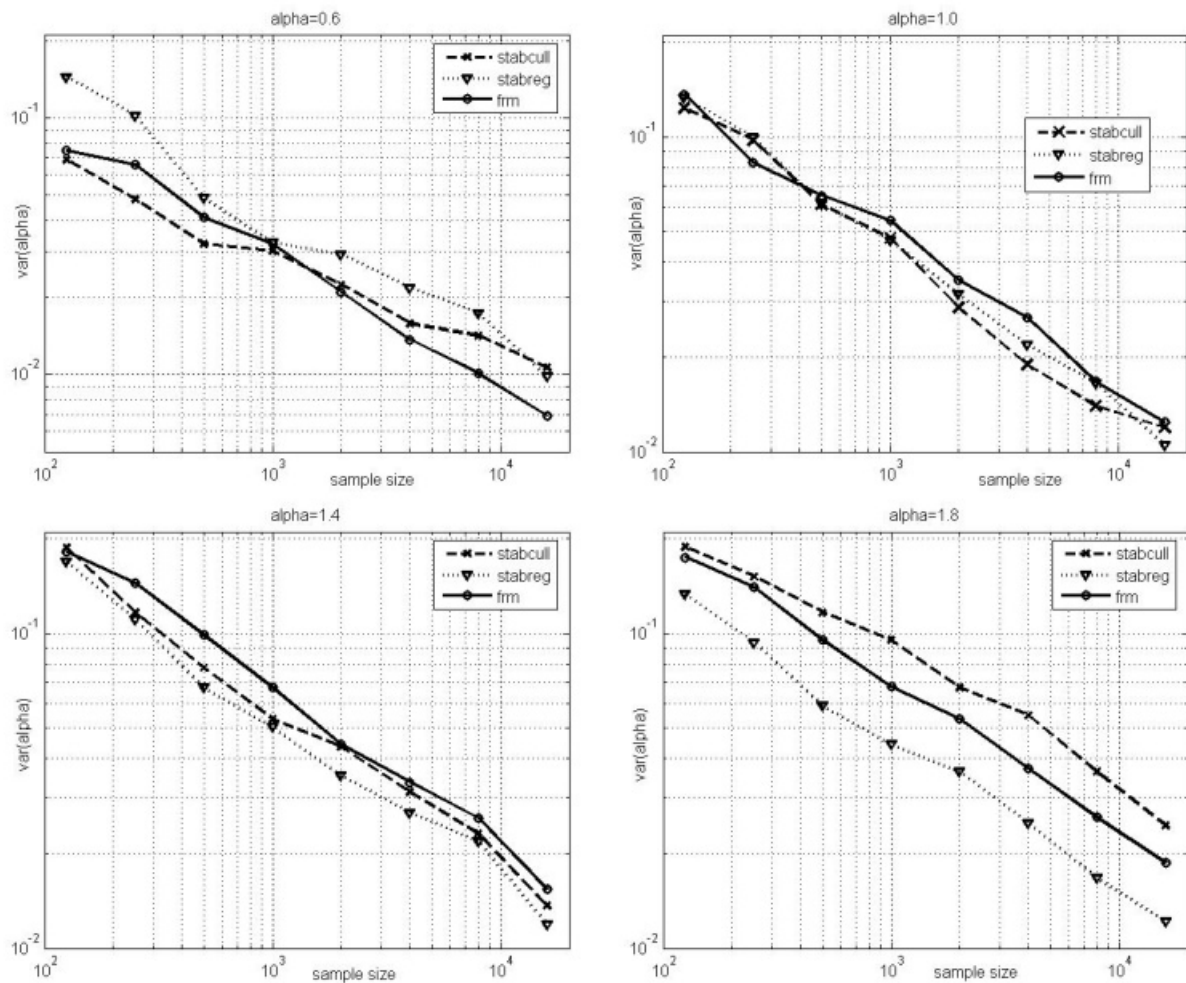 alpha=0.6
10^-1
10^-2
var(alpha)
stabcull
stabreg
frm
10^2
10^3
10^4
sample size
alpha=1.0
10^-1
10^-2
var(alpha)
stabcull
stabreg
frm
10^2
10^3
10^4
sample size
alpha=1.4
10^-1
10^-2
var(alpha)
stabcull
stabreg
frm
10^2
10^3
10^4
sample size
alpha=1.8
10^-1
10^-2
var(alpha)
stabcull
stabreg
frm
10^2
10^3
10^4
sample size